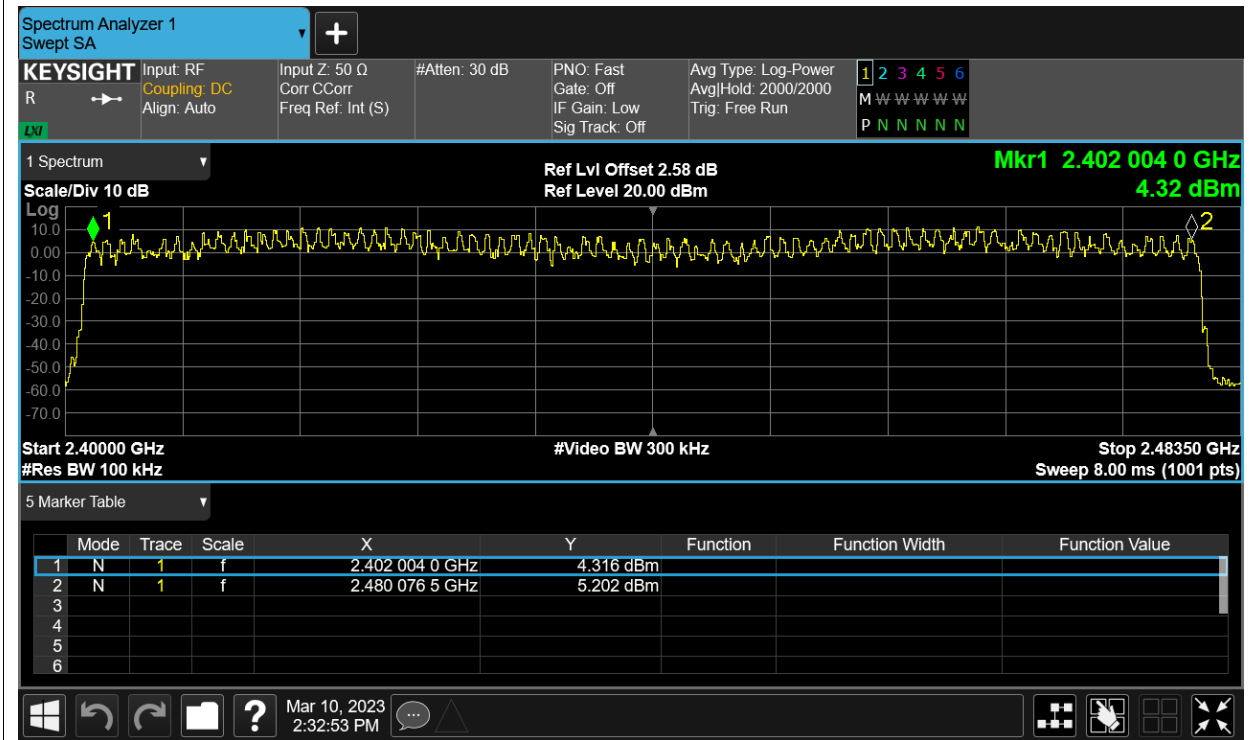 Spectrum Analyzer 1
Swept SA
+
KEYSIGHT
R
LXI
Input: RF
Coupling: DC
Align: Auto
Input Z: 50 Ω
Corr CCorr
Freq Ref: Int (S)
#Atten: 30 dB
PNO: Fast
Gate: Off
IF Gain: Low
Sig Track: Off
Avg Type: Log-Power
Avg|Hold: 2000/2000
Trig: Free Run
1 2 3 4 5 6
M W W W W W
P N N N N N
1 Spectrum
Scale/Div 10 dB
Ref Lvl Offset 2.58 dB
Ref Level 20.00 dBm
Mkr1 2.402 004 0 GHz
4.32 dBm
Log
10.0
0.00
-10.0
-20.0
-30.0
-40.0
-50.0
-60.0
-70.0
1
2
Start 2.40000 GHz
#Res BW 100 kHz
#Video BW 300 kHz
Stop 2.48350 GHz
Sweep 8.00 ms (1001 pts)
5 Marker Table
Mode Trace Scale X Y Function Function Width Function Value
1 N 1 f 2.402 004 0 GHz 4.316 dBm
2 N 1 f 2.480 076 5 GHz 5.202 dBm
3
4
5
6
?
Mar 10, 2023
2:32:53 PM